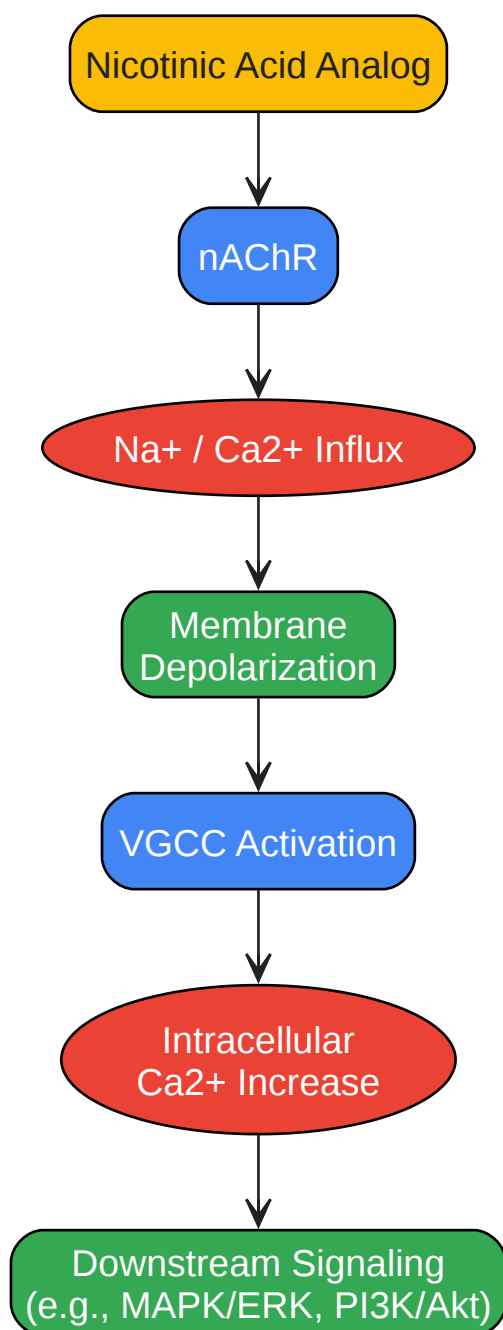 Nicotinic Acid Analog
nAChR
Na+ / Ca2+ Influx
Membrane
Depolarization
VGCC Activation
Intracellular
Ca2+ Increase
Downstream Signaling
(e.g., MAPK/ERK, PI3K/Akt)